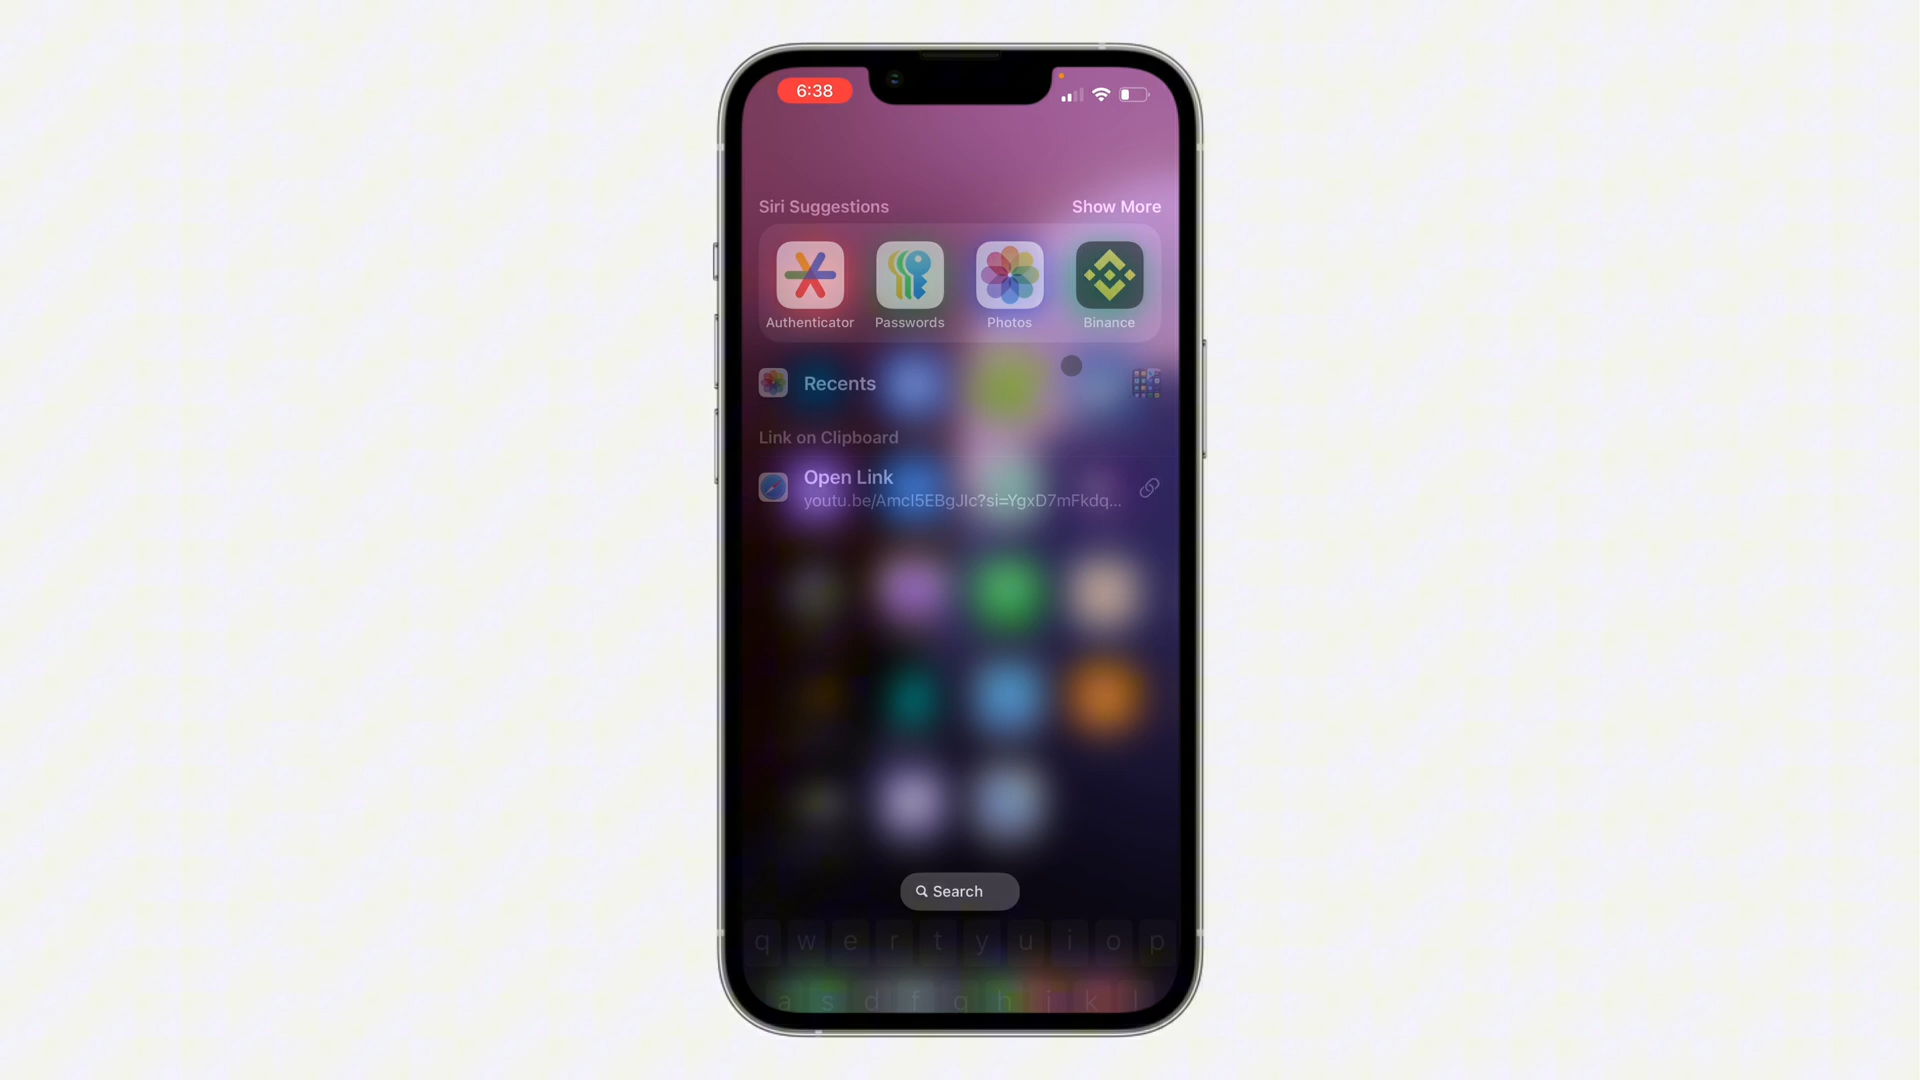 6:38
Siri Suggestions
Show More
Authenticator
Passwords
Photos
Binance
Recents
Link on Clipboard
Open Link
youtu.be/AmcI5EBgJIc?si=YgxD7mFkdq...
Search
q w e r t y u i o p
a s d f g h j k l